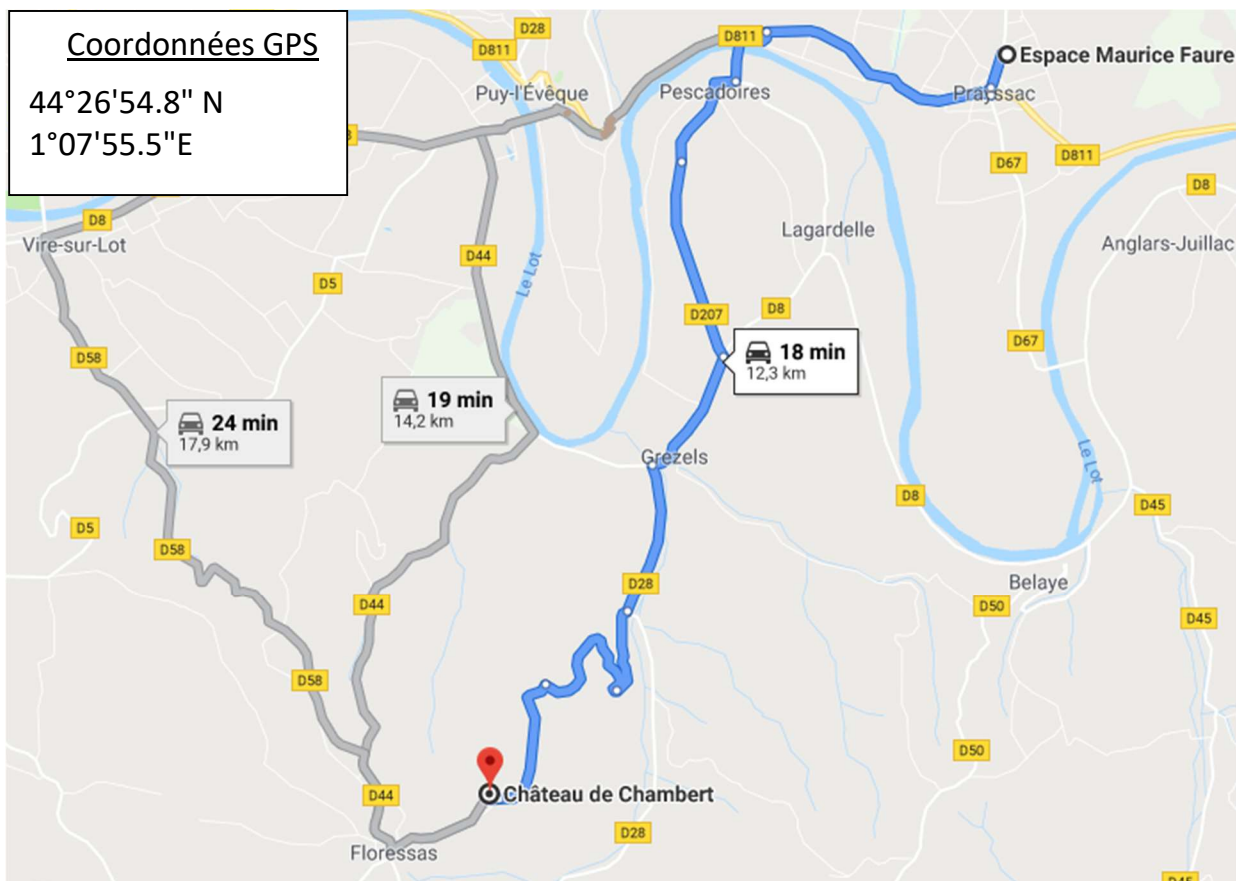 Coordonnées GPS
44°26'54.8" N
1°07'55.5"E
D28
D811
D811
Espace Maurice Faure
Puy-l'Évêque
Pescadoires
Prayssac
D67
D811
D8
D8
Vire-sur-Lot
D44
D5
Le Lot
Lagardelle
Anglars-Juillac
D207
D8
D67
D58
18 min
12,3 km
19 min
14,2 km
24 min
17,9 km
Grezels
Le Lot
D8
D45
D5
D58
D28
Belaye
D44
D50
D45
D58
D50
Château de Chambert
D44
D28
Floressas
D45